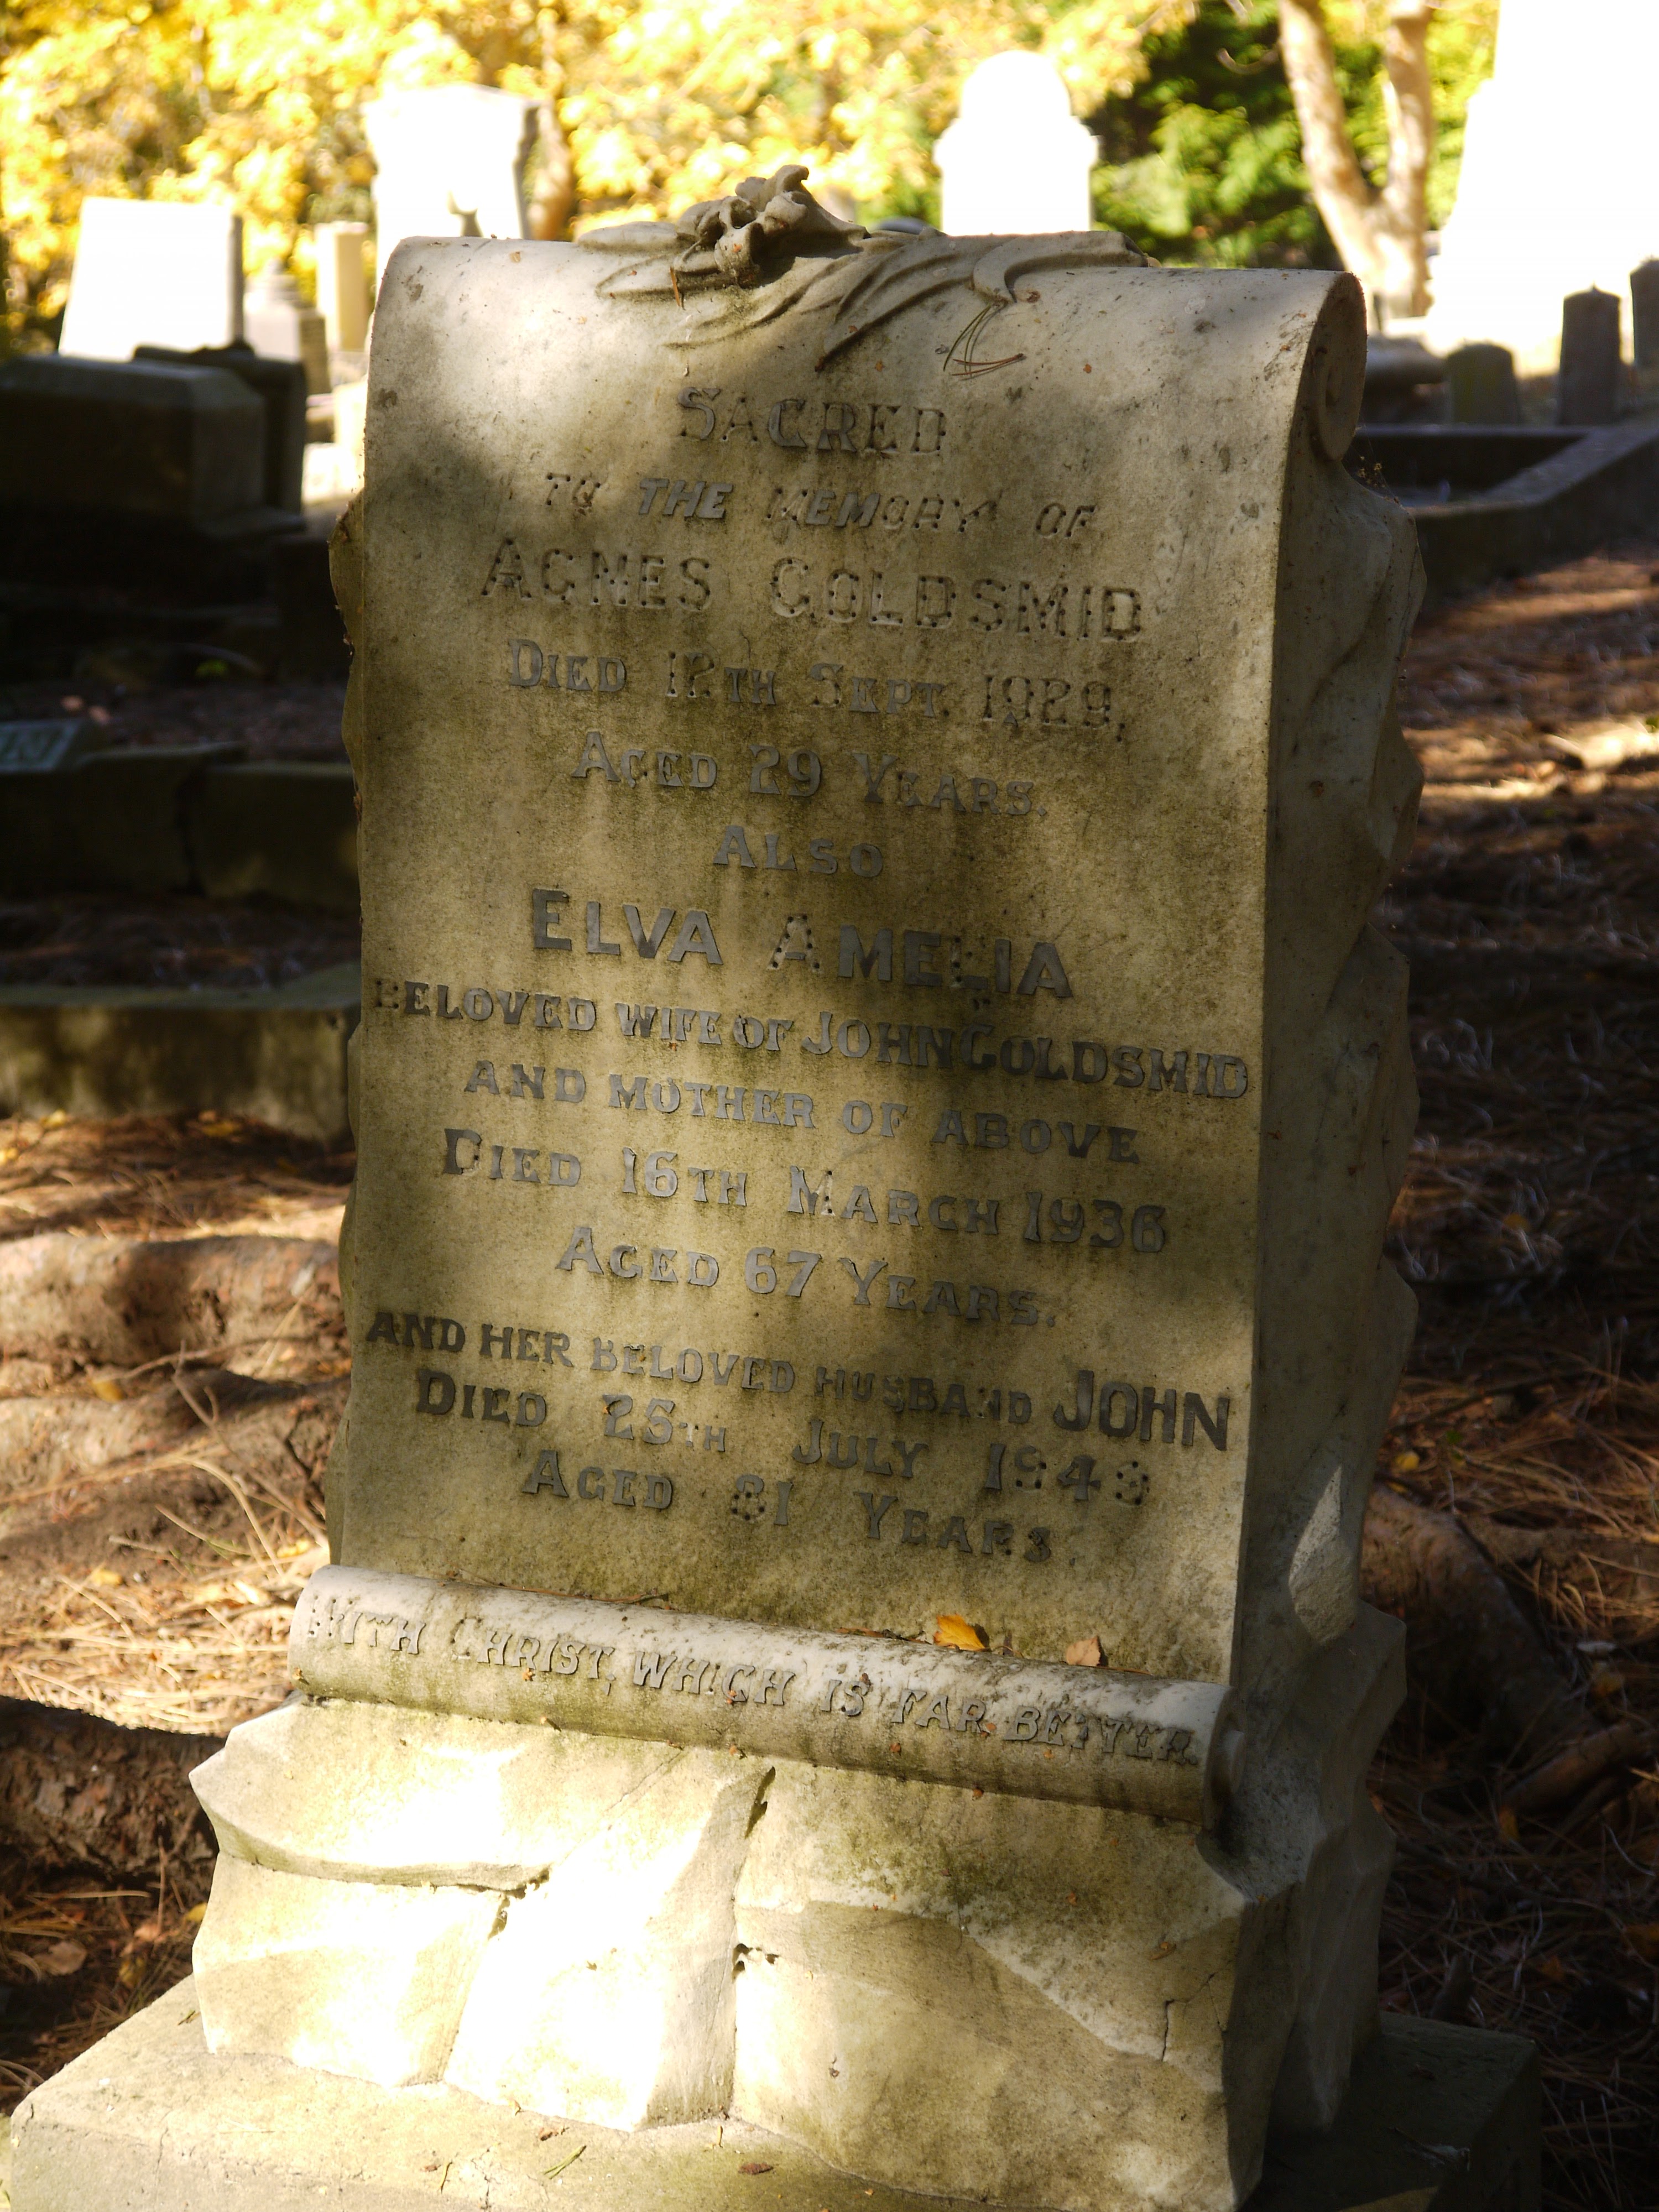 SACRED
TO THE MEMORY OF
AGNES GOLDSMID
DIED 12TH SEPT. 1929,
AGED 29 YEARS.
ALSO
ELVA AMELIA
BELOVED WIFE OF JOHN GOLDSMID
AND MOTHER OF ABOVE
DIED 16TH MARCH 1936
AGED 67 YEARS.
AND HER BELOVED HUSBAND JOHN
DIED 25TH JULY
AGED 81 YEARS.
WITH CHRIST, WHICH IS FAR BETTER.